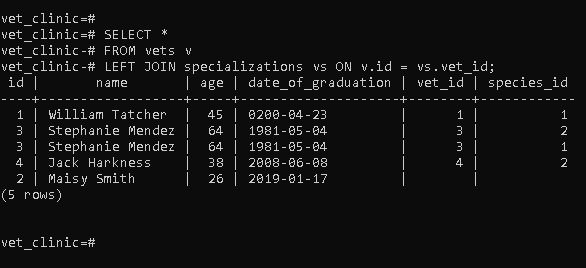 vet_clinic=#
vet_clinic=# SELECT *
vet_clinic-# FROM vets v
vet_clinic-# LEFT JOIN specializations vs ON v.id = vs.vet_id;
 id |       name       | age | date_of_graduation | vet_id | species_id
----+------------------+-----+--------------------+--------+------------
  1 | William Tatcher  |  45 | 0200-04-23         |      1 |          1
  3 | Stephanie Mendez |  64 | 1981-05-04         |      3 |          2
  3 | Stephanie Mendez |  64 | 1981-05-04         |      3 |          1
  4 | Jack Harkness    |  38 | 2008-06-08         |      4 |          2
  2 | Maisy Smith      |  26 | 2019-01-17         |        |
(5 rows)
vet_clinic=#